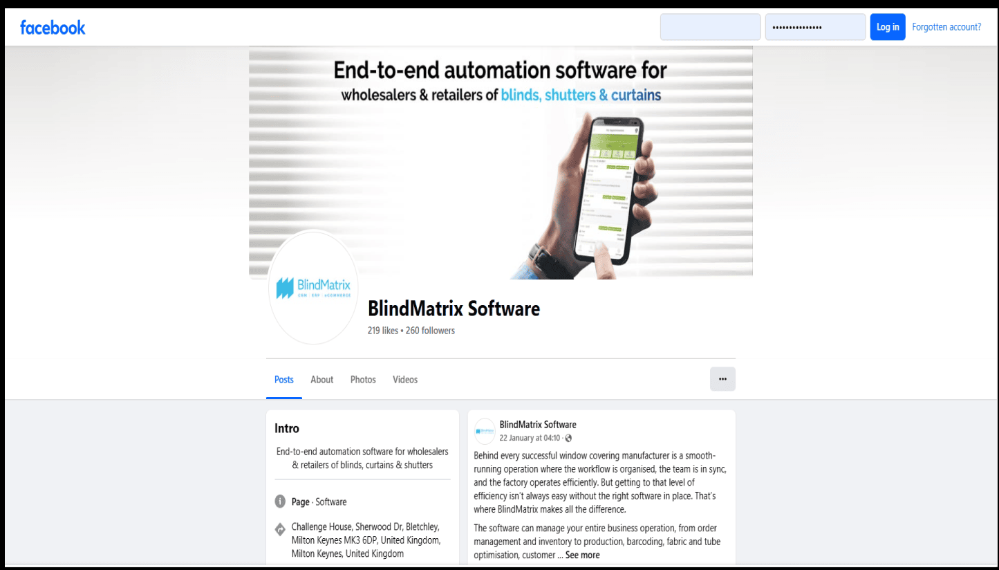 facebook
•••••••••••••••
Log in
Forgotten account?
End-to-end automation software for
wholesalers & retailers of blinds, shutters & curtains
BlindMatrix
CRM | ERP | eCOMMERCE
BlindMatrix Software
219 likes • 260 followers
Posts
About
Photos
Videos
Intro
End-to-end automation software for wholesalers
& retailers of blinds, curtains & shutters
Page · Software
Challenge House, Sherwood Dr, Bletchley,
Milton Keynes MK3 6DP, United Kingdom,
Milton Keynes, United Kingdom
BlindMatrix Software
22 January at 04:10 ·
Behind every successful window covering manufacturer is a smooth-
running operation where the workflow is organised, the team is in sync,
and the factory operates efficiently. But getting to that level of
efficiency isn't always easy without the right software in place. That's
where BlindMatrix makes all the difference.
The software can manage your entire business operation, from order
management and inventory to production, barcoding, fabric and tube
optimisation, customer ... See more